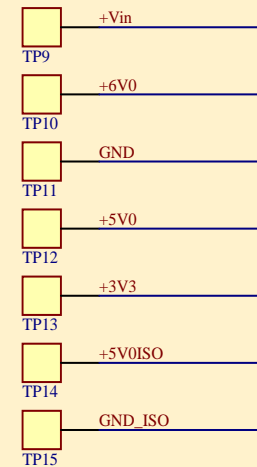 +Vin
TP9
+6V0
TP10
GND
TP11
+5V0
TP12
+3V3
TP13
+5V0ISO
TP14
GND_ISO
TP15